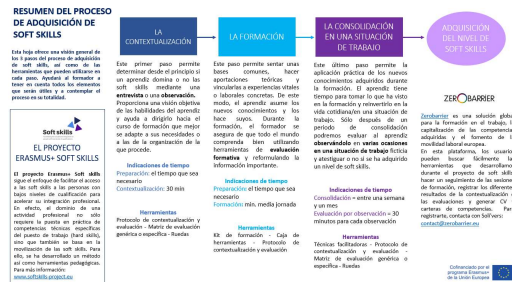 RESUMEN DEL PROCESO
DE ADQUISICIÓN DE
SOFT SKILLS
Esta hoja ofrece una visión general de
los 3 pasos del proceso de adquisición
de soft skills, así como de las
herramientas que pueden utilizarse en
cada paso. Ayudará al formador a
tener en cuenta todos los elementos
que serán útiles y a contemplar el
proceso en su totalidad.
Soft skills
EL PROYECTO
ERASMUS+ SOFT SKILLS
El proyecto Erasmus+ Soft skills
sigue el enfoque de facilitar el acceso
a las soft skills a las personas con
bajos niveles de cualificación para
acelerar su integración profesional.
En efecto, el dominio de una
actividad profesional no sólo
requiere la puesta en práctica de
competencias técnicas específicas
del puesto de trabajo (hard skills),
sino que también se basa en la
movilización de las soft skills. Para
ello, se ha desarrollado un método
así como herramientas pedagógicas.
Para más información:
www.softskills-project.eu
LA
CONTEXTUALIZACIÓN
Este primer paso permite
determinar desde el principio si
un aprendiz domina o no las
soft skills mediante una
entrevista o una observación.
Proporciona una visión objetiva
de las habilidades del aprendiz
y ayuda a dirigirlo hacia el
curso de formación que mejor
se adapte a sus necesidades o
a las de la organización de la
que procede.
Indicaciones de tiempo
Preparación: el tiempo que sea
necesario
Contextualización: 30 min
Herramientas
Protocolo de contextualización y
evaluación - Matriz de evaluación
genérica o específica - Ruedas
LA FORMACIÓN
Este paso permite sentar unas
bases comunes, hacer
aportaciones teóricas y
vincularlas a experiencias vitales
o laborales concretas. De este
modo, el aprendiz asume los
nuevos conocimientos y los
hace suyos. Durante la
formación, el formador se
asegura de que todo el mundo
comprenda bien utilizando
herramientas de evaluación
formativa y reformulando la
información importante.
Indicaciones de tiempo
Preparación: el tiempo que sea
necesario
Formación: mín. media jornada
Herramientas
Kit de formación - Caja de
herramientas - Protocolo de
contextualización y evaluación
LA CONSOLIDACIÓN
EN UNA SITUACIÓN
DE TRABAJO
Este último paso permite la
aplicación práctica de los nuevos
conocimientos adquiridos durante
la formación. El aprendiz tiene
tiempo para tomar lo que ha visto
en la formación y reinvertirlo en la
vida cotidiana/en una situación de
trabajo. Sólo después de un
período de consolidación
podremos evaluar al aprendiz
observándolo en varias ocasiones
en una situación de trabajo ficticia
y atestiguar o no si se ha adquirido
un nivel de soft skills.
Indicaciones de tiempo
Consolidación = entre una semana
y un mes
Evaluación por observación = 30
minutos para cada observación
Herramientas
Técnicas facilitadoras - Protocolo de
contextualización y evaluación -
Matriz de evaluación genérica o
específica - Ruedas
ADQUISICIÓN
DEL NIVEL DE
SOFT SKILLS
ZEROBARRIER
Zerobarrier es una solución global
para la formación en el trabajo, la
capitalización de las competencias
adquiridas y el fomento de la
movilidad laboral europea.
En esta plataforma, los usuarios
pueden buscar fácilmente las
herramientas que desarrollamos
durante el proyecto de soft skills,
hacer un seguimiento de las sesiones
de formación, registrar los diferentes
resultados de la contextualización o
las evaluaciones y generar CV o
carteras de competencias. Para
registrarte, contacta con Soli'vers:
contact@zerobarrier.eu
Cofinanciado por el
programa Erasmus+
de la Unión Europea